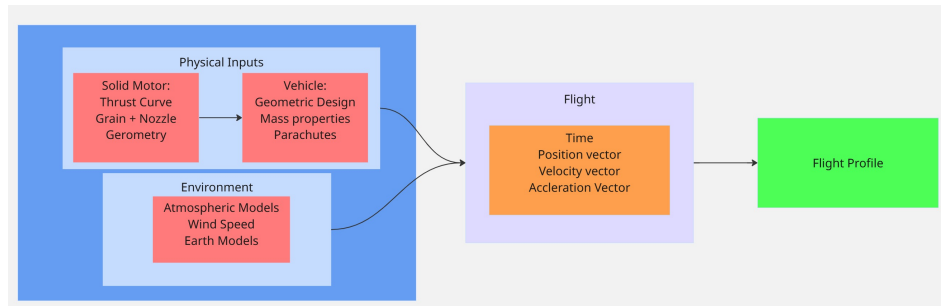 Physical Inputs
Solid Motor:
Thrust Curve
Grain + Nozzle
Gerometry
Vehicle:
Geometric Design
Mass properties
Parachutes
Environment
Atmospheric Models
Wind Speed
Earth Models
Flight
Time
Position vector
Velocity vector
Accleration Vector
Flight Profile